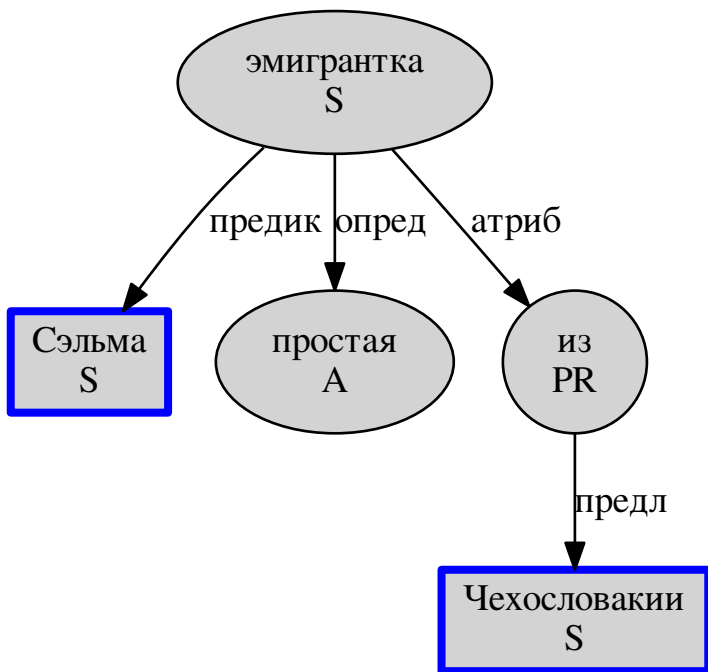 эмигрантка
S
предик
опред
атриб
Сэльма
S
простая
A
из
PR
предл
Чехословакии
S